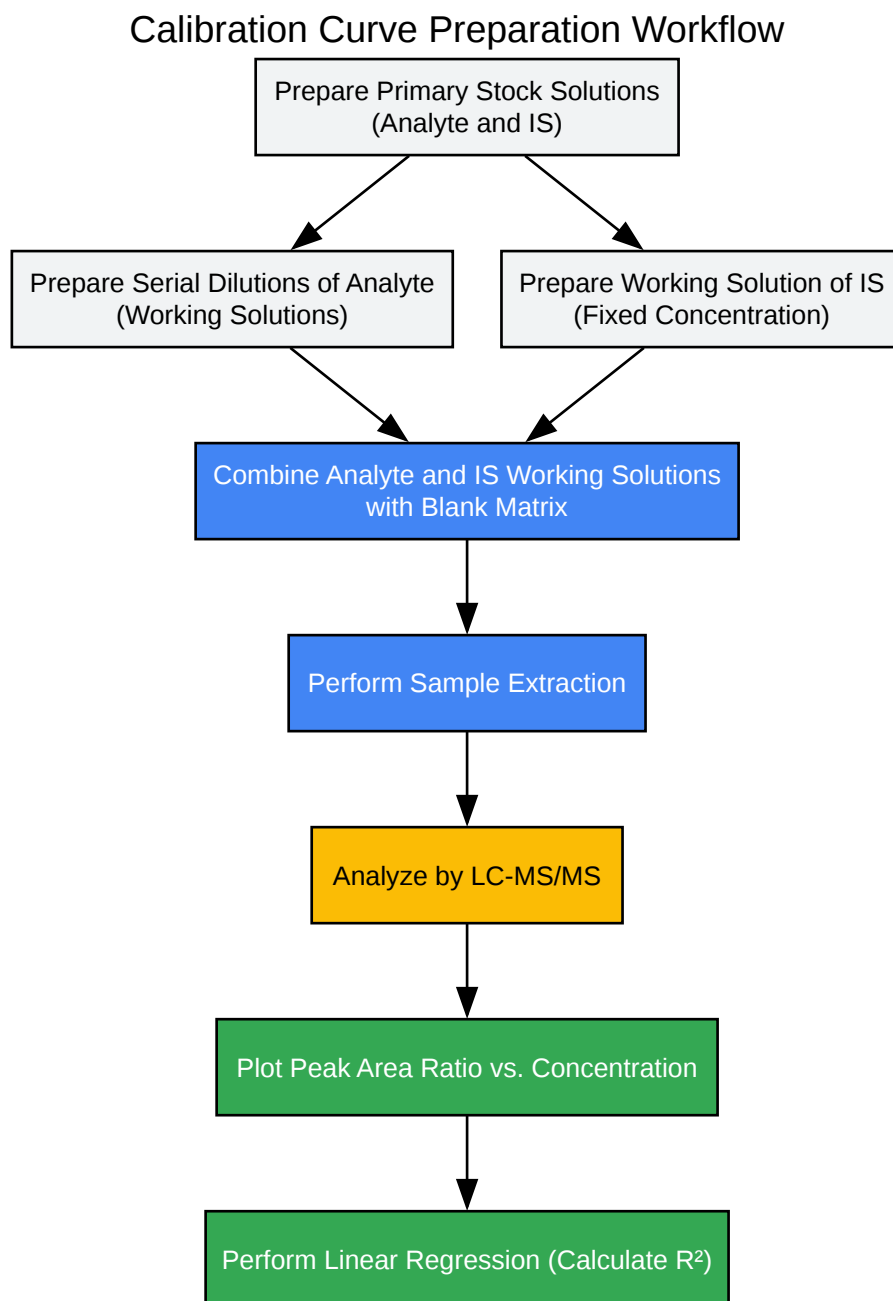 Calibration Curve Preparation Workflow
Prepare Primary Stock Solutions
(Analyte and IS)
Prepare Serial Dilutions of Analyte
(Working Solutions)
Prepare Working Solution of IS
(Fixed Concentration)
Combine Analyte and IS Working Solutions
with Blank Matrix
Perform Sample Extraction
Analyze by LC-MS/MS
Plot Peak Area Ratio vs. Concentration
Perform Linear Regression (Calculate R²)